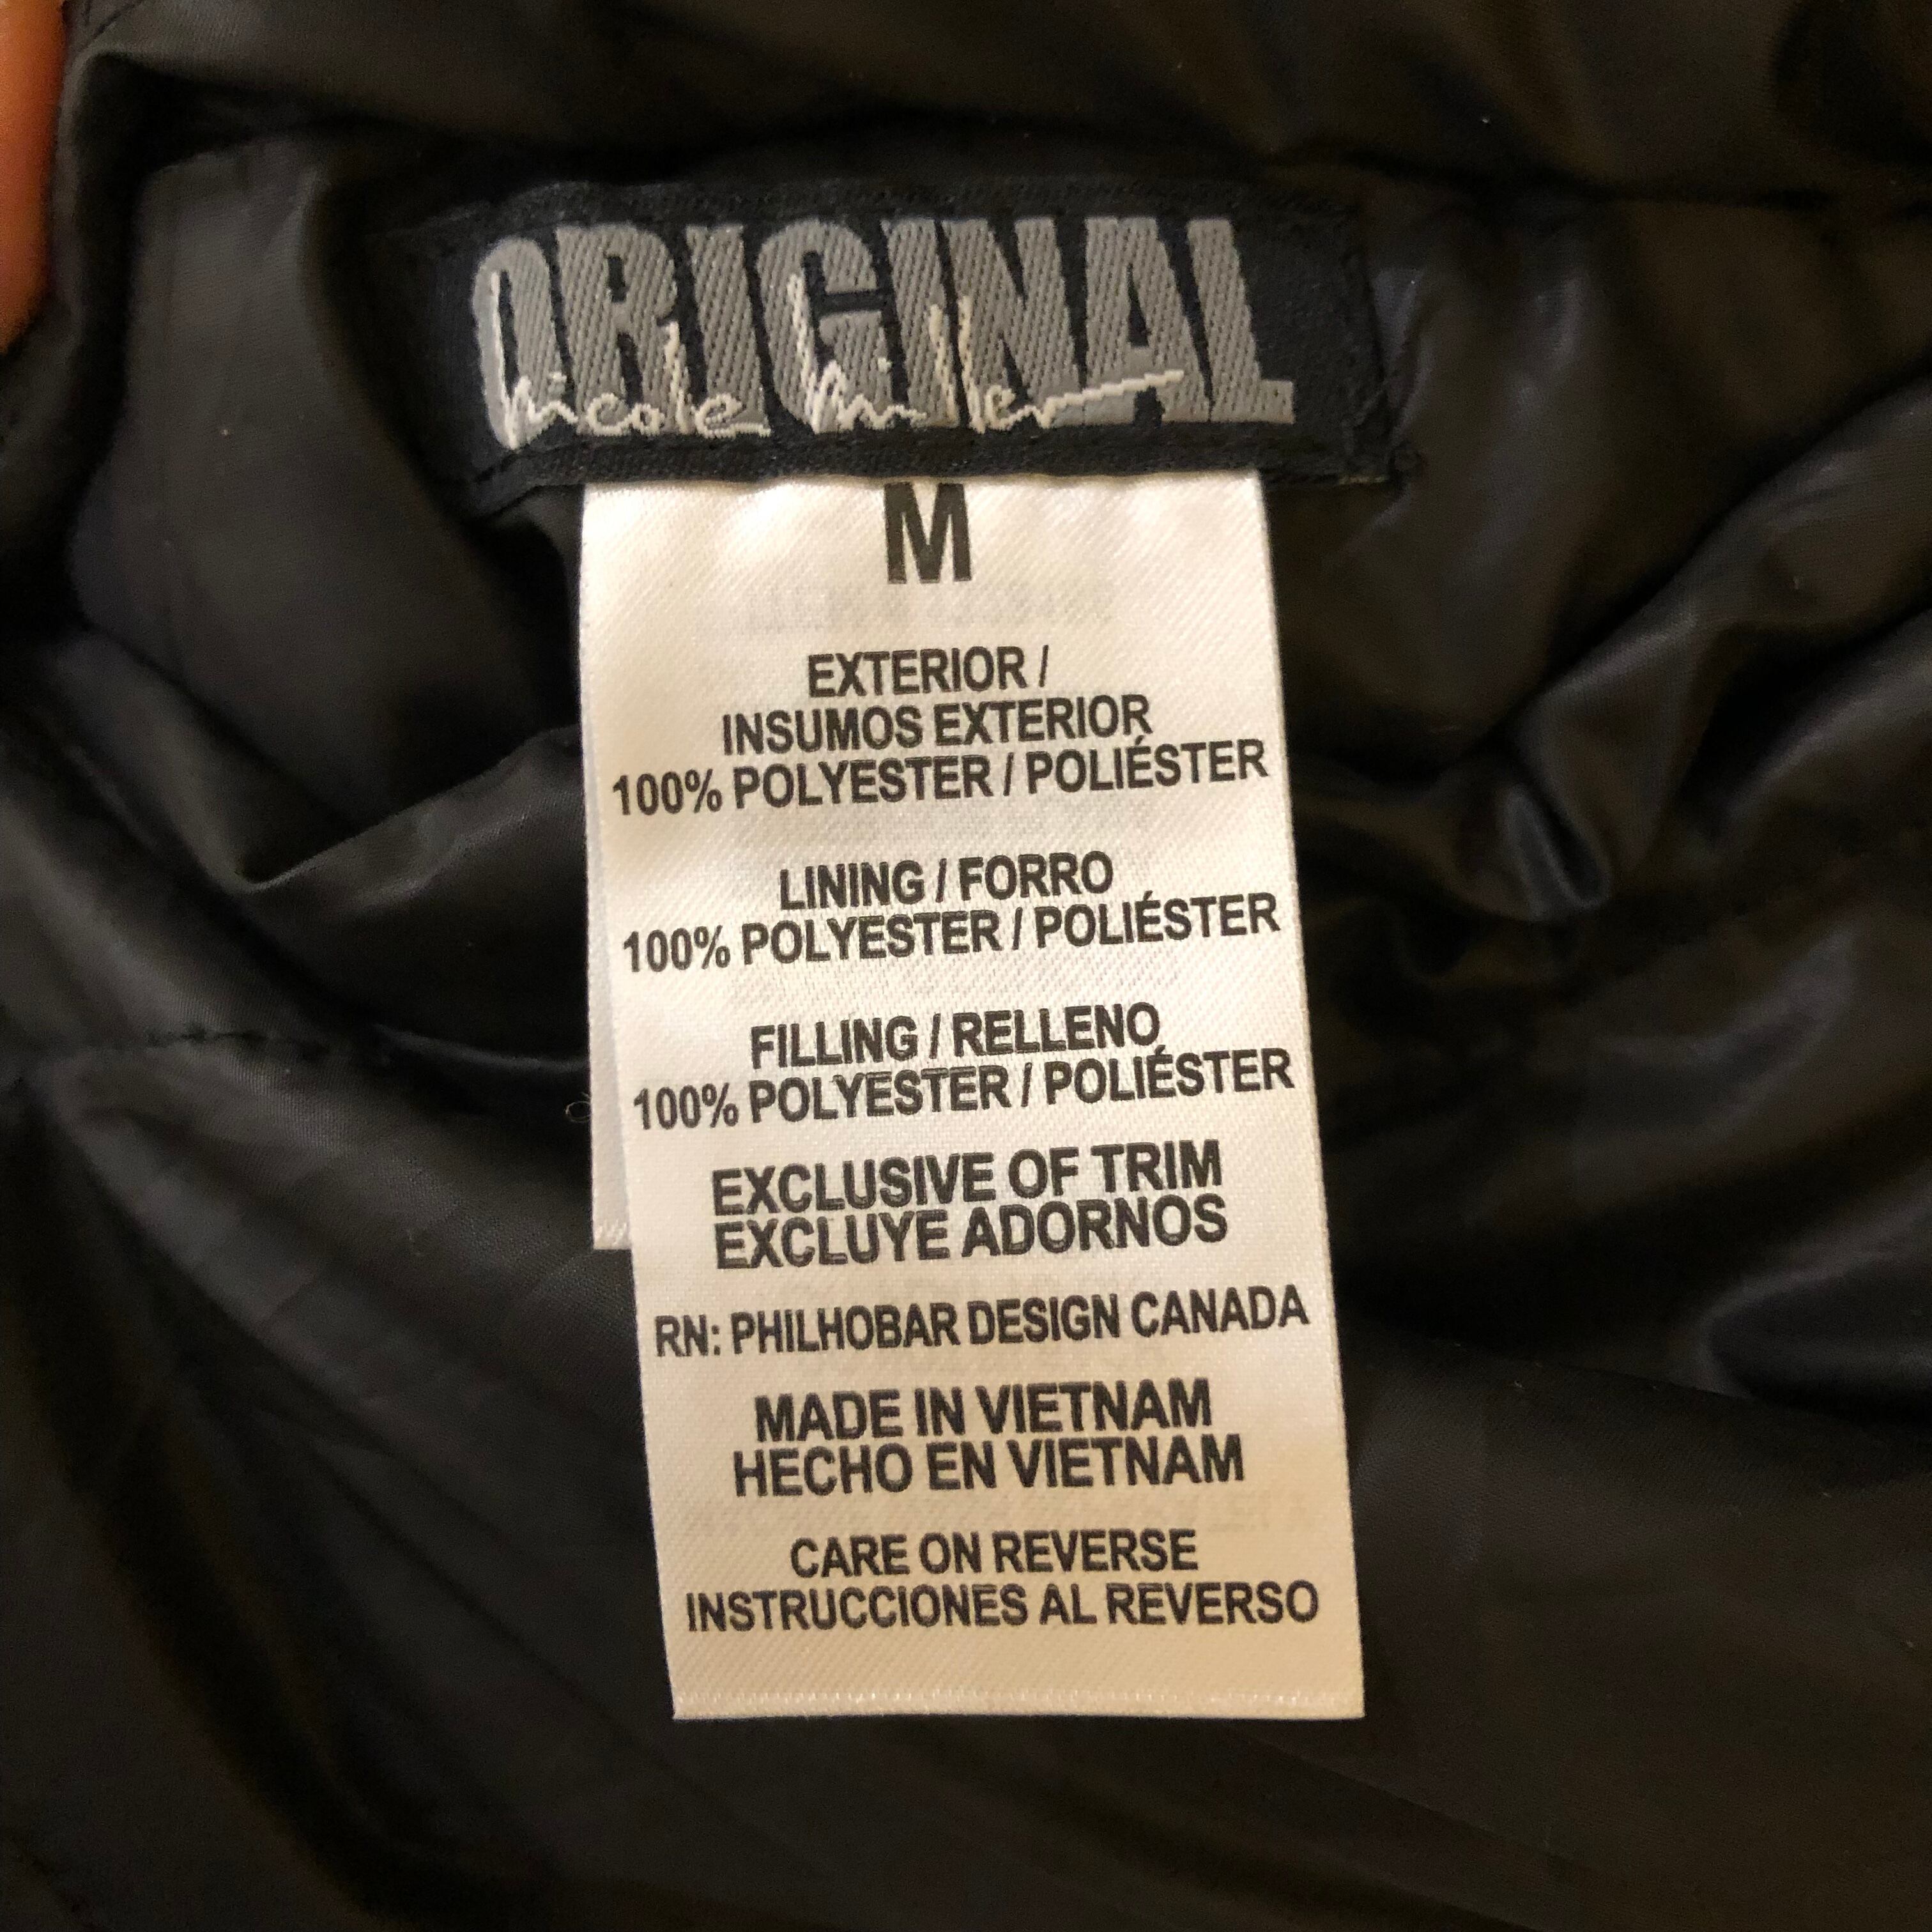 ORIGINAL
Nicole Miller
M
EXTERIOR /
INSUMOS EXTERIOR
100% POLYESTER / POLIÉSTER
LINING / FORRO
100% POLYESTER / POLIÉSTER
FILLING / RELLENO
100% POLYESTER / POLIÉSTER
EXCLUSIVE OF TRIM
EXCLUYE ADORNOS
RN: PHILHOBAR DESIGN CANADA
MADE IN VIETNAM
HECHO EN VIETNAM
CARE ON REVERSE
INSTRUCCIONES AL REVERSO